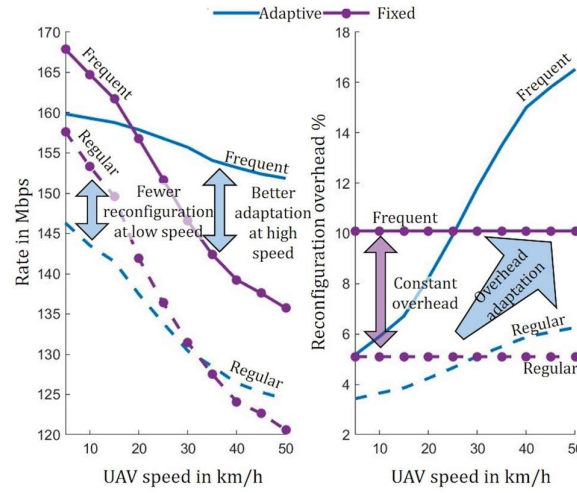 Adaptive
Fixed
Rate in Mbps
170
165
160
155
150
145
140
135
130
125
120
Frequent
Regular
Frequent
Fewer
reconfiguration
at low speed
Better
adaptation
at high
speed
Regular
10
20
30
40
50
UAV speed in km/h
Reconfiguration overhead %
18
16
14
12
10
8
6
4
2
Frequent
Frequent
Constant
overhead
Overhead
adaptation
Regular
Regular
10
20
30
40
50
UAV speed in km/h